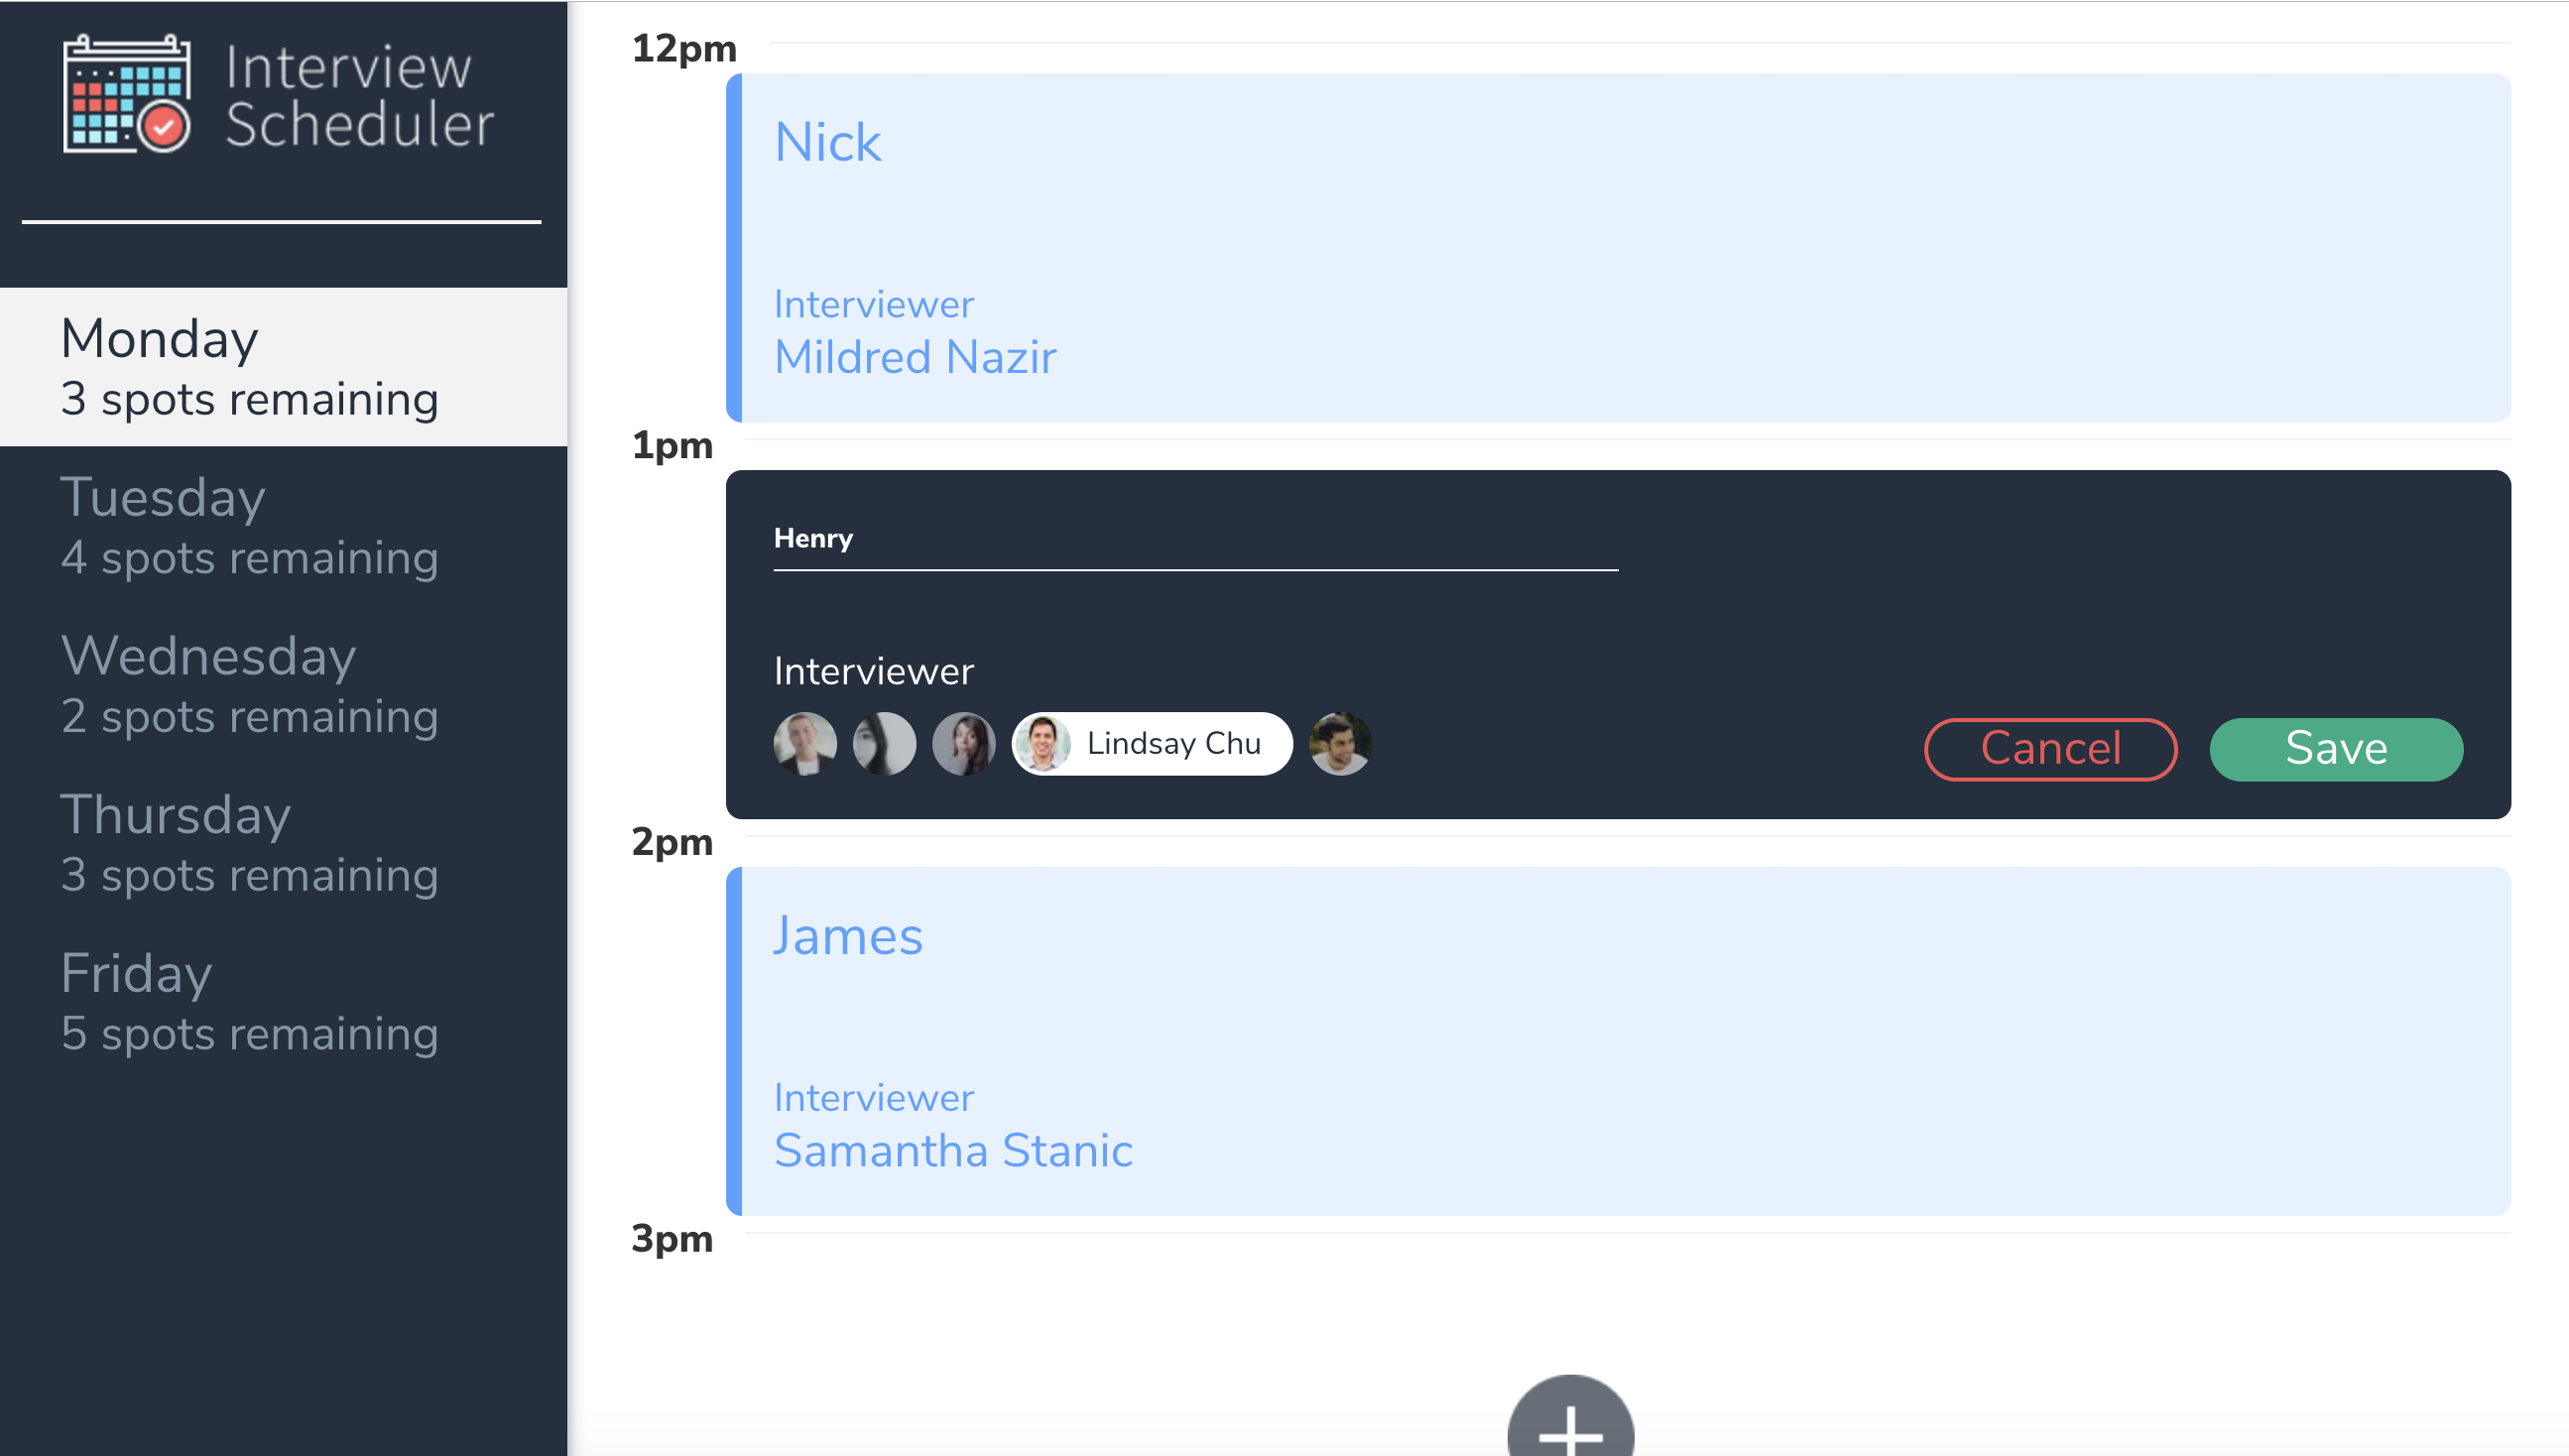 Interview
Scheduler
Monday
3 spots remaining
Tuesday
4 spots remaining
Wednesday
2 spots remaining
Thursday
3 spots remaining
Friday
5 spots remaining
12pm
Nick
Interviewer
Mildred Nazir
1pm
Henry
Interviewer
Lindsay Chu
Cancel
Save
2pm
James
Interviewer
Samantha Stanic
3pm